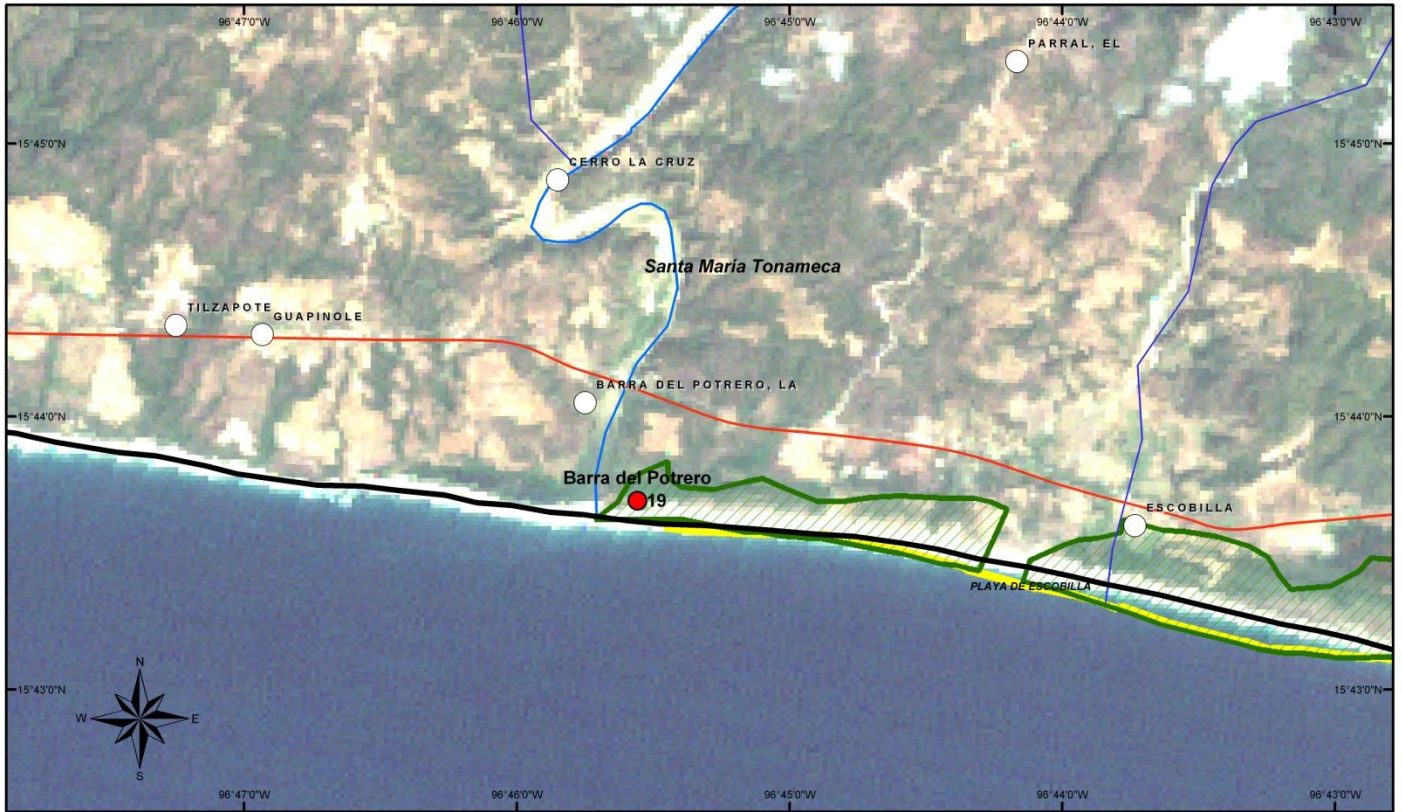 96°47'0"W
96°46'0"W
96°45'0"W
96°44'0"W
96°43'0"W
PARRAL, EL
15°45'0"N
15°45'0"N
CERRO LA CRUZ
Santa María Tonameca
TILZAPOTE
GUAPINOLE
BARRA DEL POTRERO, LA
15°44'0"N
15°44'0"N
Barra del Potrero
19
ESCOBILLA
PLAYA DE ESCOBILLA
N
W
E
S
15°43'0"N
15°43'0"N
96°47'0"W
96°46'0"W
96°45'0"W
96°44'0"W
96°43'0"W